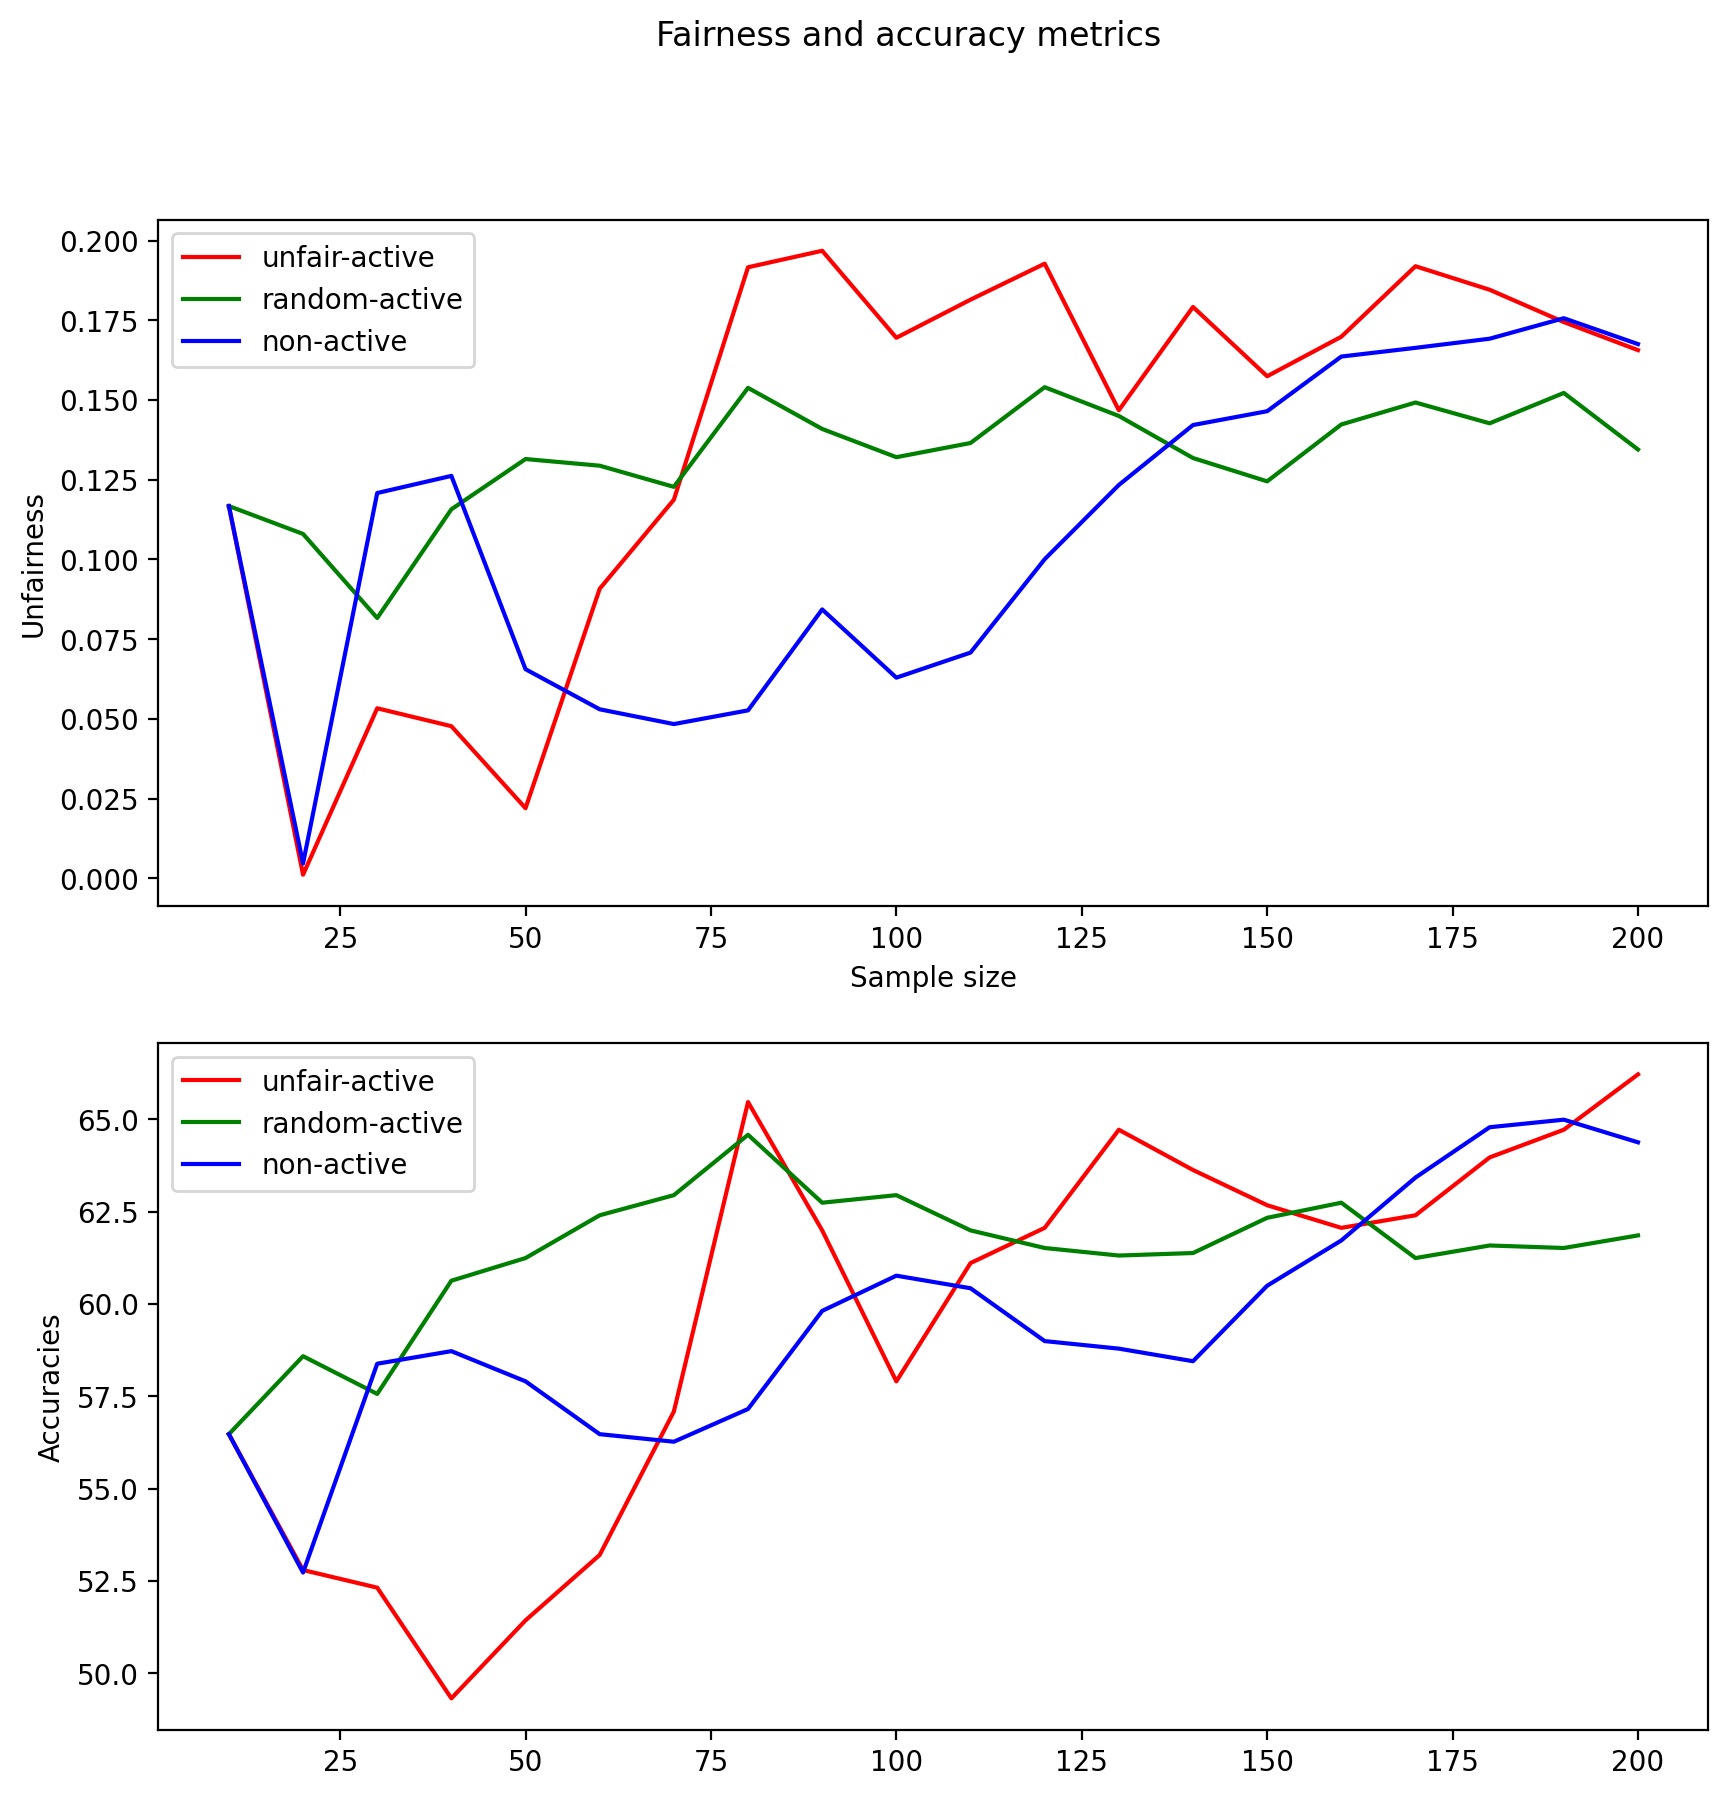 Fairness and accuracy metrics
unfair-active
random-active
non-active
0.200
0.175
0.150
0.125
0.100
0.075
0.050
0.025
0.000
Unfairness
25 50 75 100 125 150 175 200
Sample size
unfair-active
random-active
non-active
65.0
62.5
60.0
57.5
55.0
52.5
50.0
Accuracies
25 50 75 100 125 150 175 200